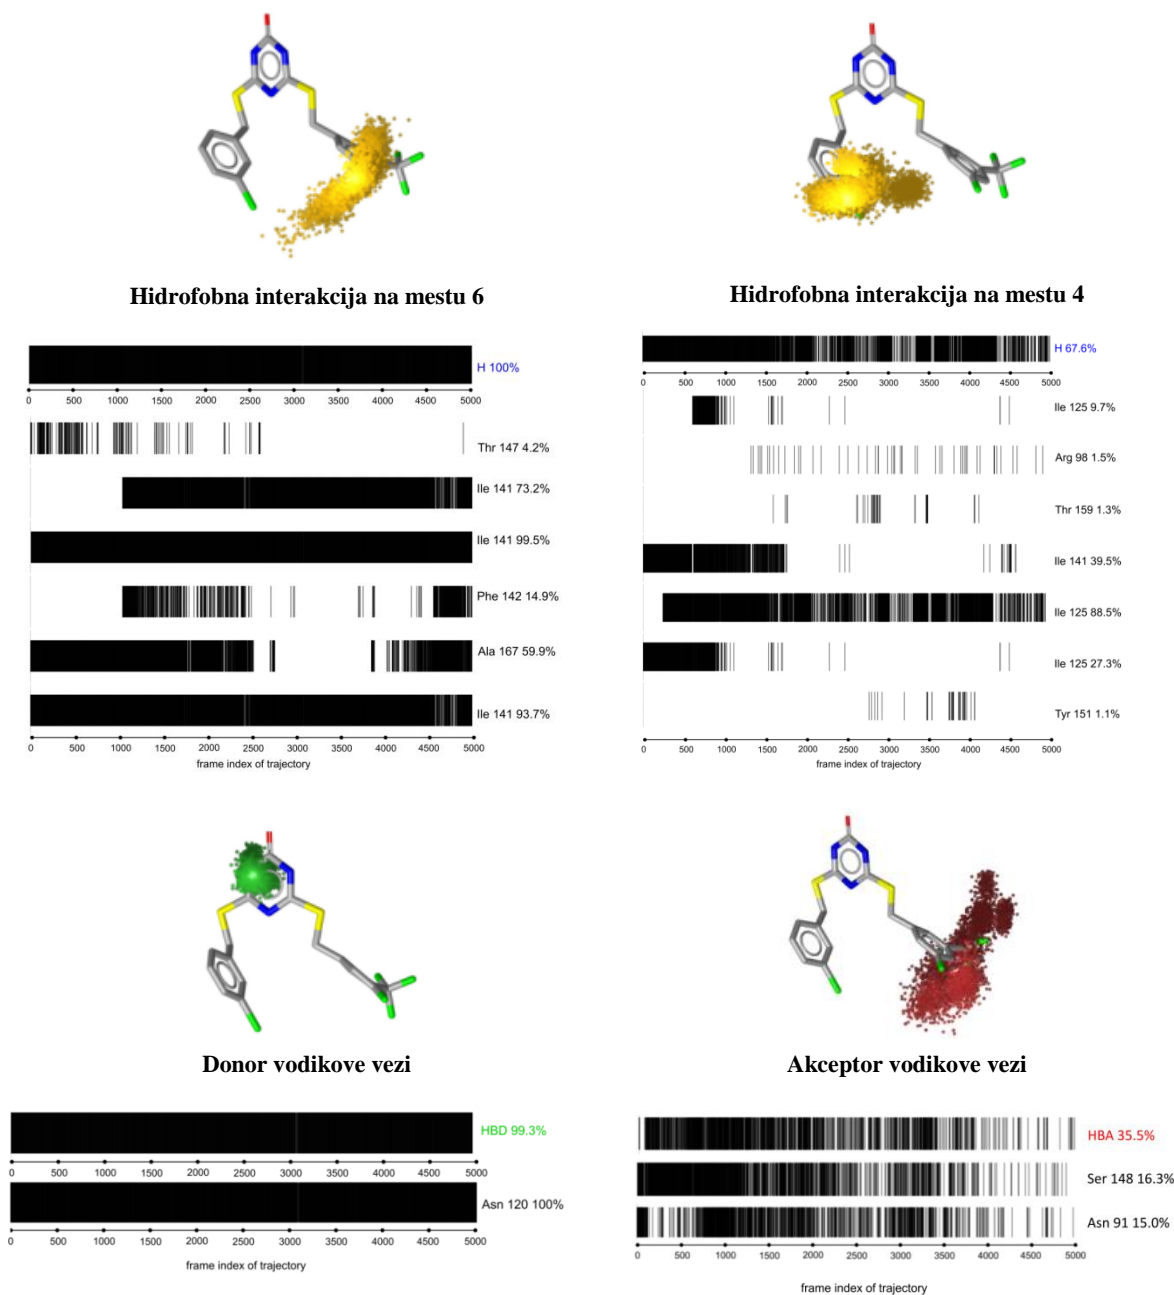 Hidrofobna interakcija na mestu 6
H 100%
0 500 1000 1500 2000 2500 3000 3500 4000 4500 5000
Thr 147 4.2%
Ile 141 73.2%
Ile 141 99.5%
Phe 142 14.9%
Ala 167 59.9%
Ile 141 93.7%
0 500 1000 1500 2000 2500 3000 3500 4000 4500 5000
frame index of trajectory
Hidrofobna interakcija na mestu 4
H 67.6%
0 500 1000 1500 2000 2500 3000 3500 4000 4500 5000
Ile 125 9.7%
Arg 98 1.5%
Thr 159 1.3%
Ile 141 39.5%
Ile 125 88.5%
Ile 125 27.3%
Tyr 151 1.1%
0 500 1000 1500 2000 2500 3000 3500 4000 4500 5000
frame index of trajectory
Donor vodikove vezi
HBD 99.3%
0 500 1000 1500 2000 2500 3000 3500 4000 4500 5000
Asn 120 100%
0 500 1000 1500 2000 2500 3000 3500 4000 4500 5000
frame index of trajectory
Akceptor vodikove vezi
HBA 35.5%
Ser 148 16.3%
Asn 91 15.0%
0 500 1000 1500 2000 2500 3000 3500 4000 4500 5000
frame index of trajectory